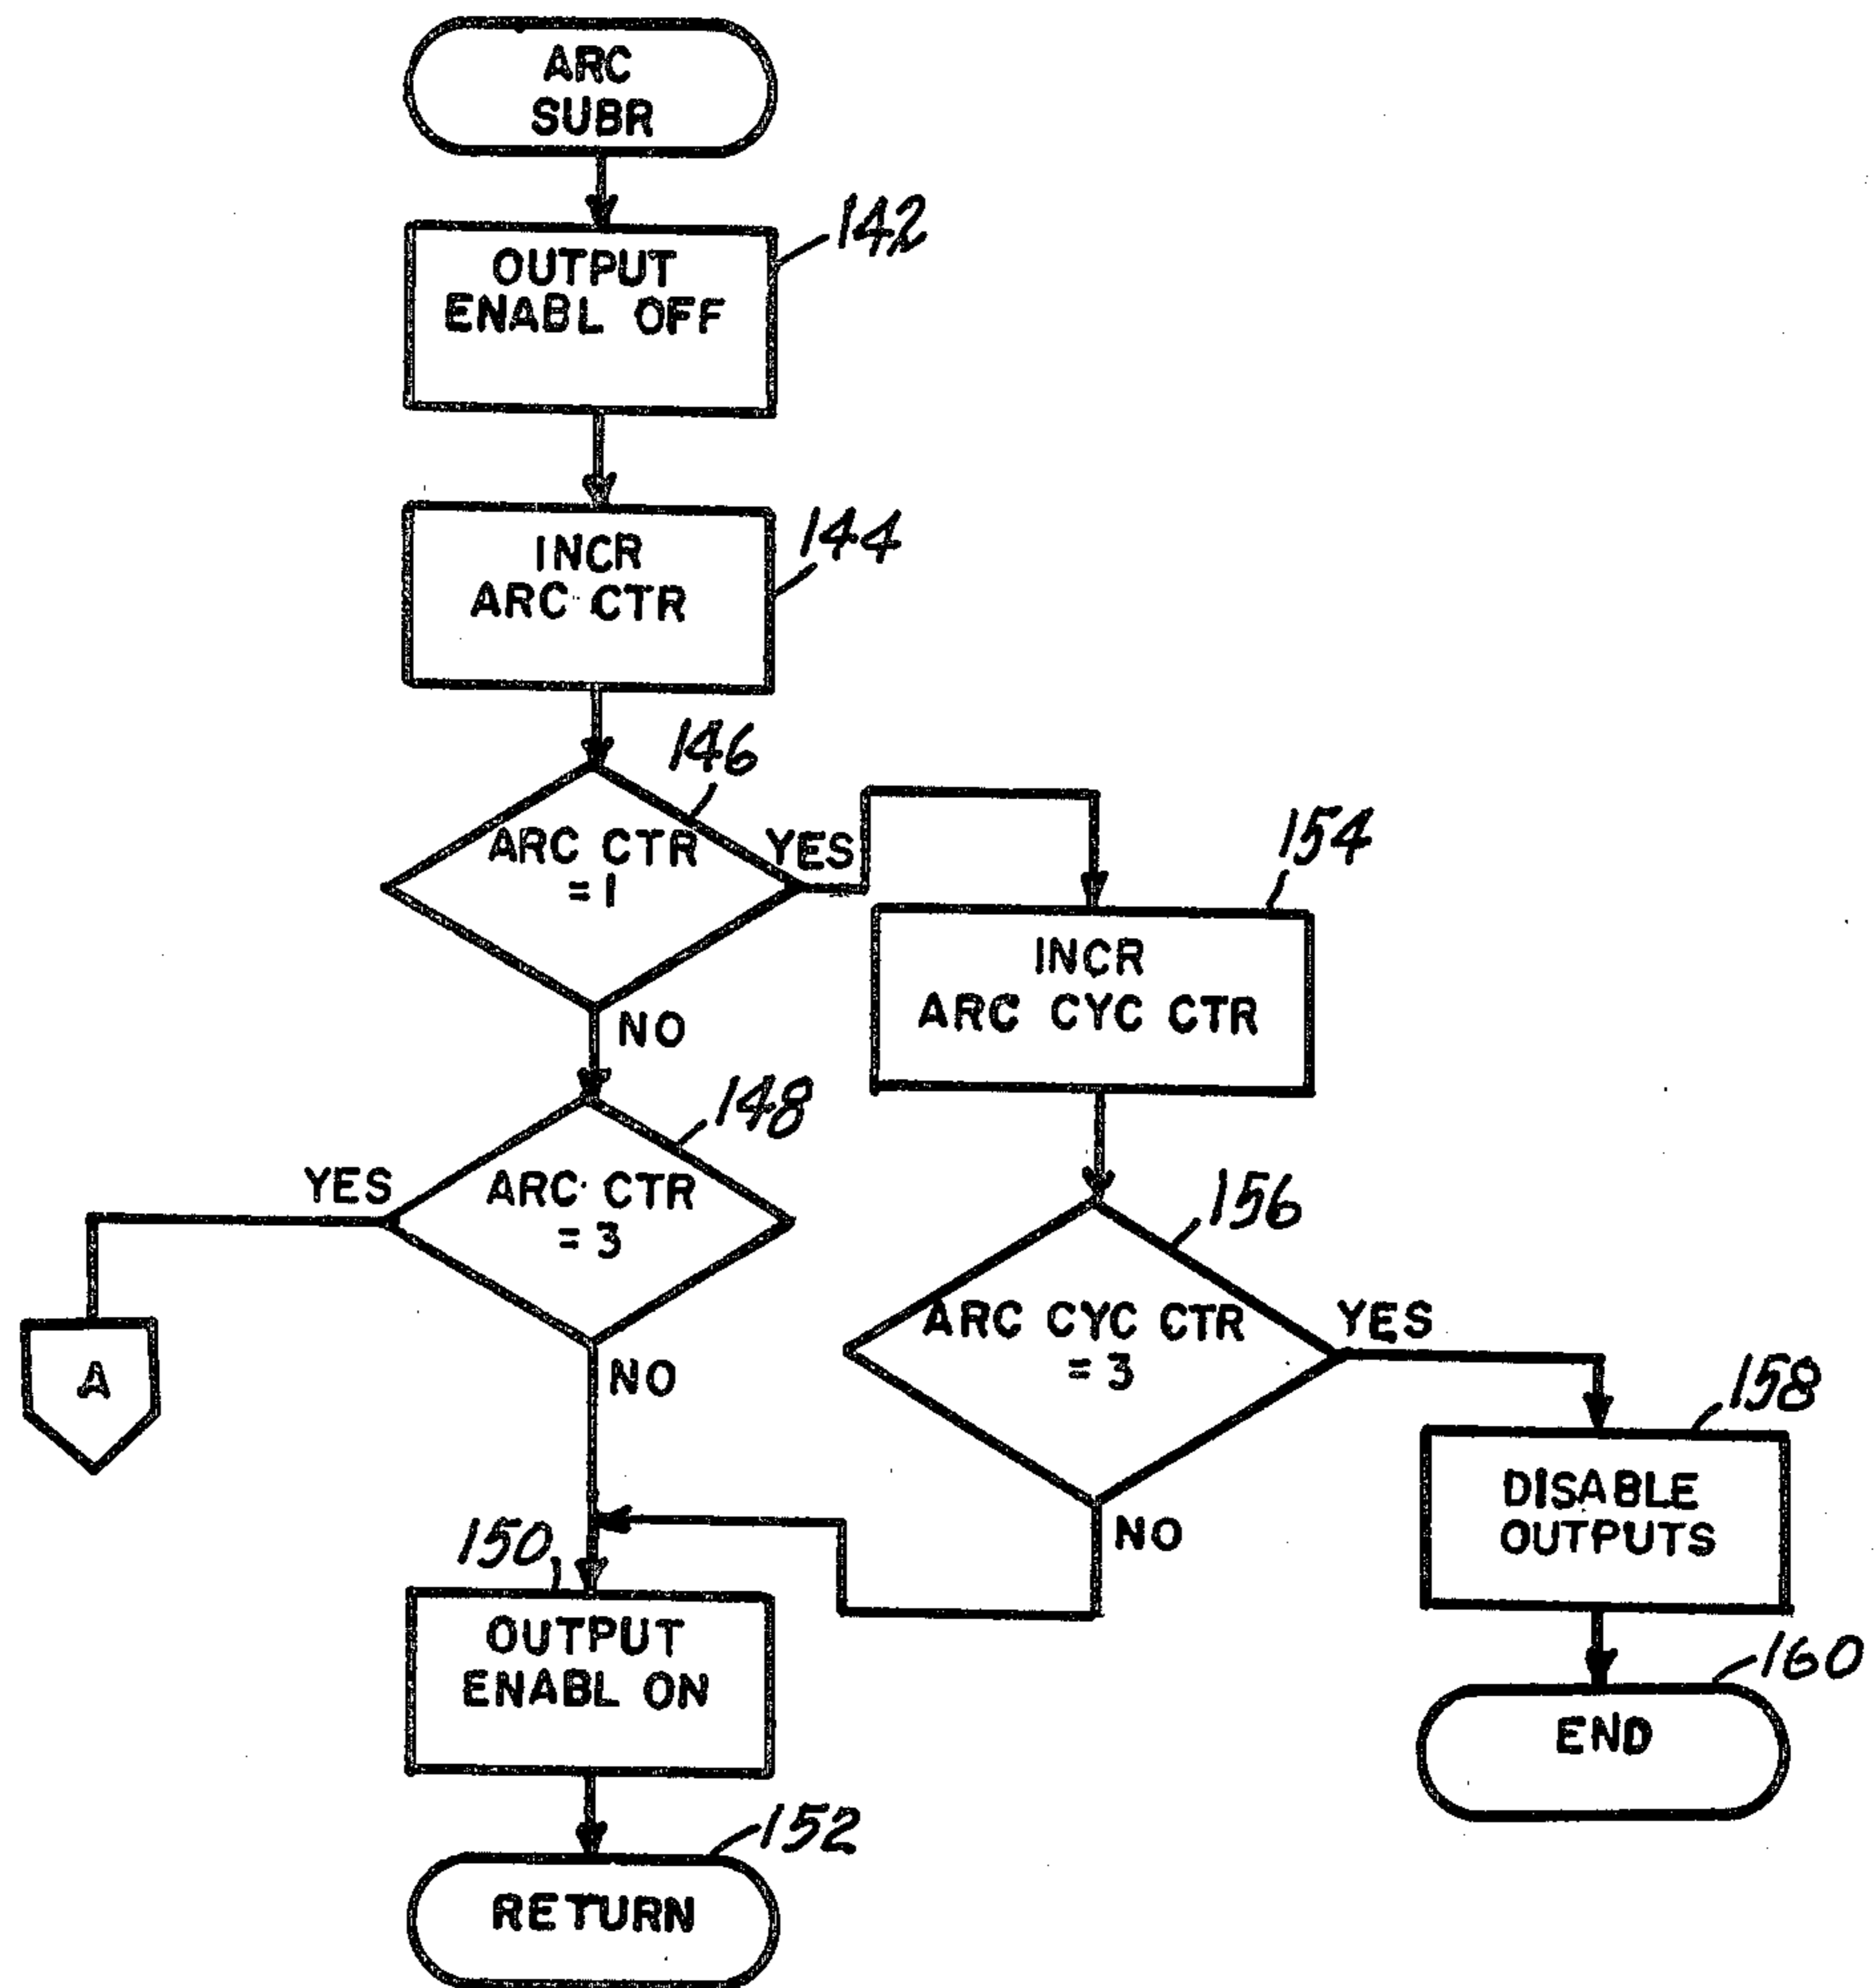 ARC
SUBR
142
OUTPUT
ENABL OFF
144
INCR
ARC CTR
146
ARC CTR
= 1
YES
NO
154
INCR
ARC CYC CTR
148
ARC CTR
= 3
YES
NO
A
156
ARC CYC CTR
= 3
YES
NO
158
DISABLE
OUTPUTS
150
OUTPUT
ENABL ON
160
END
152
RETURN